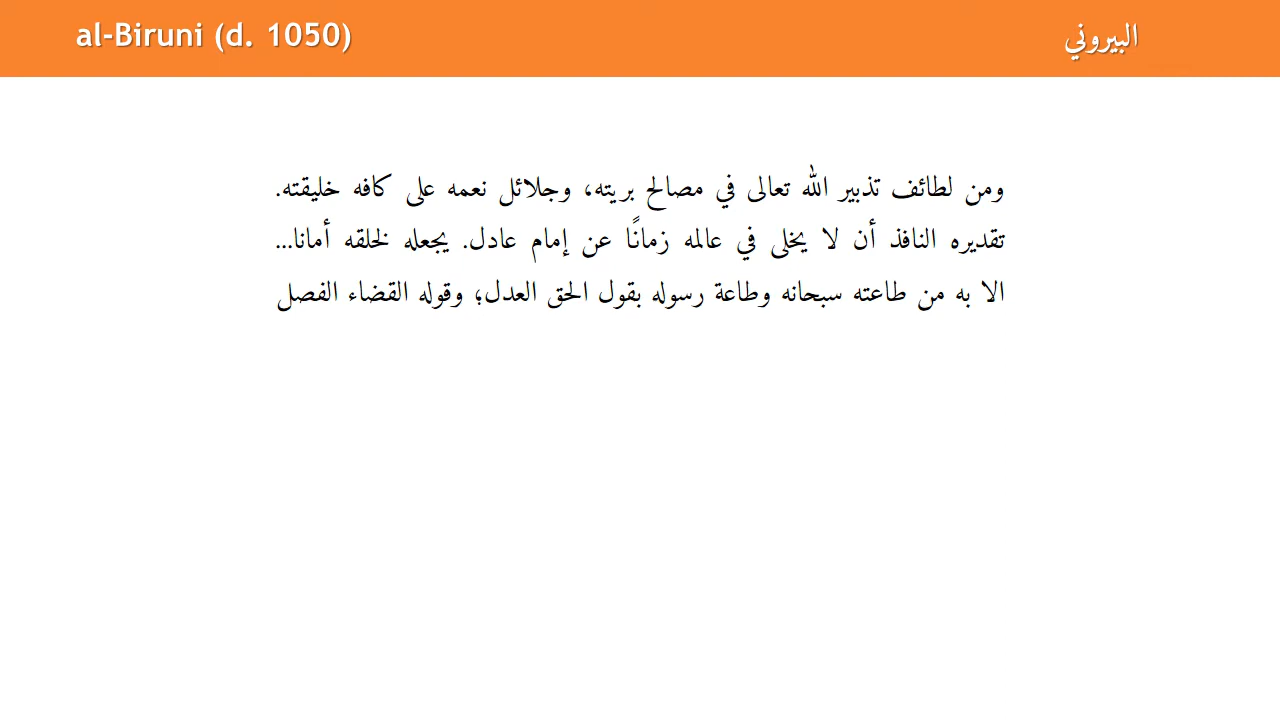 al-Biruni (d. 1050)
البيروني
ومن لطائف تذبير الله تعالى في مصالح بريته، وجلائل نعمه على كافه خليقته.
تقديره النافذ أن لا يخلى في عالمه زمانًا عن إمام عادل. يجعله لخلقه أمانا...
الا به من طاعته سبحانه وطاعة رسوله بقول الحق العدل؛ وقوله القضاء الفصل